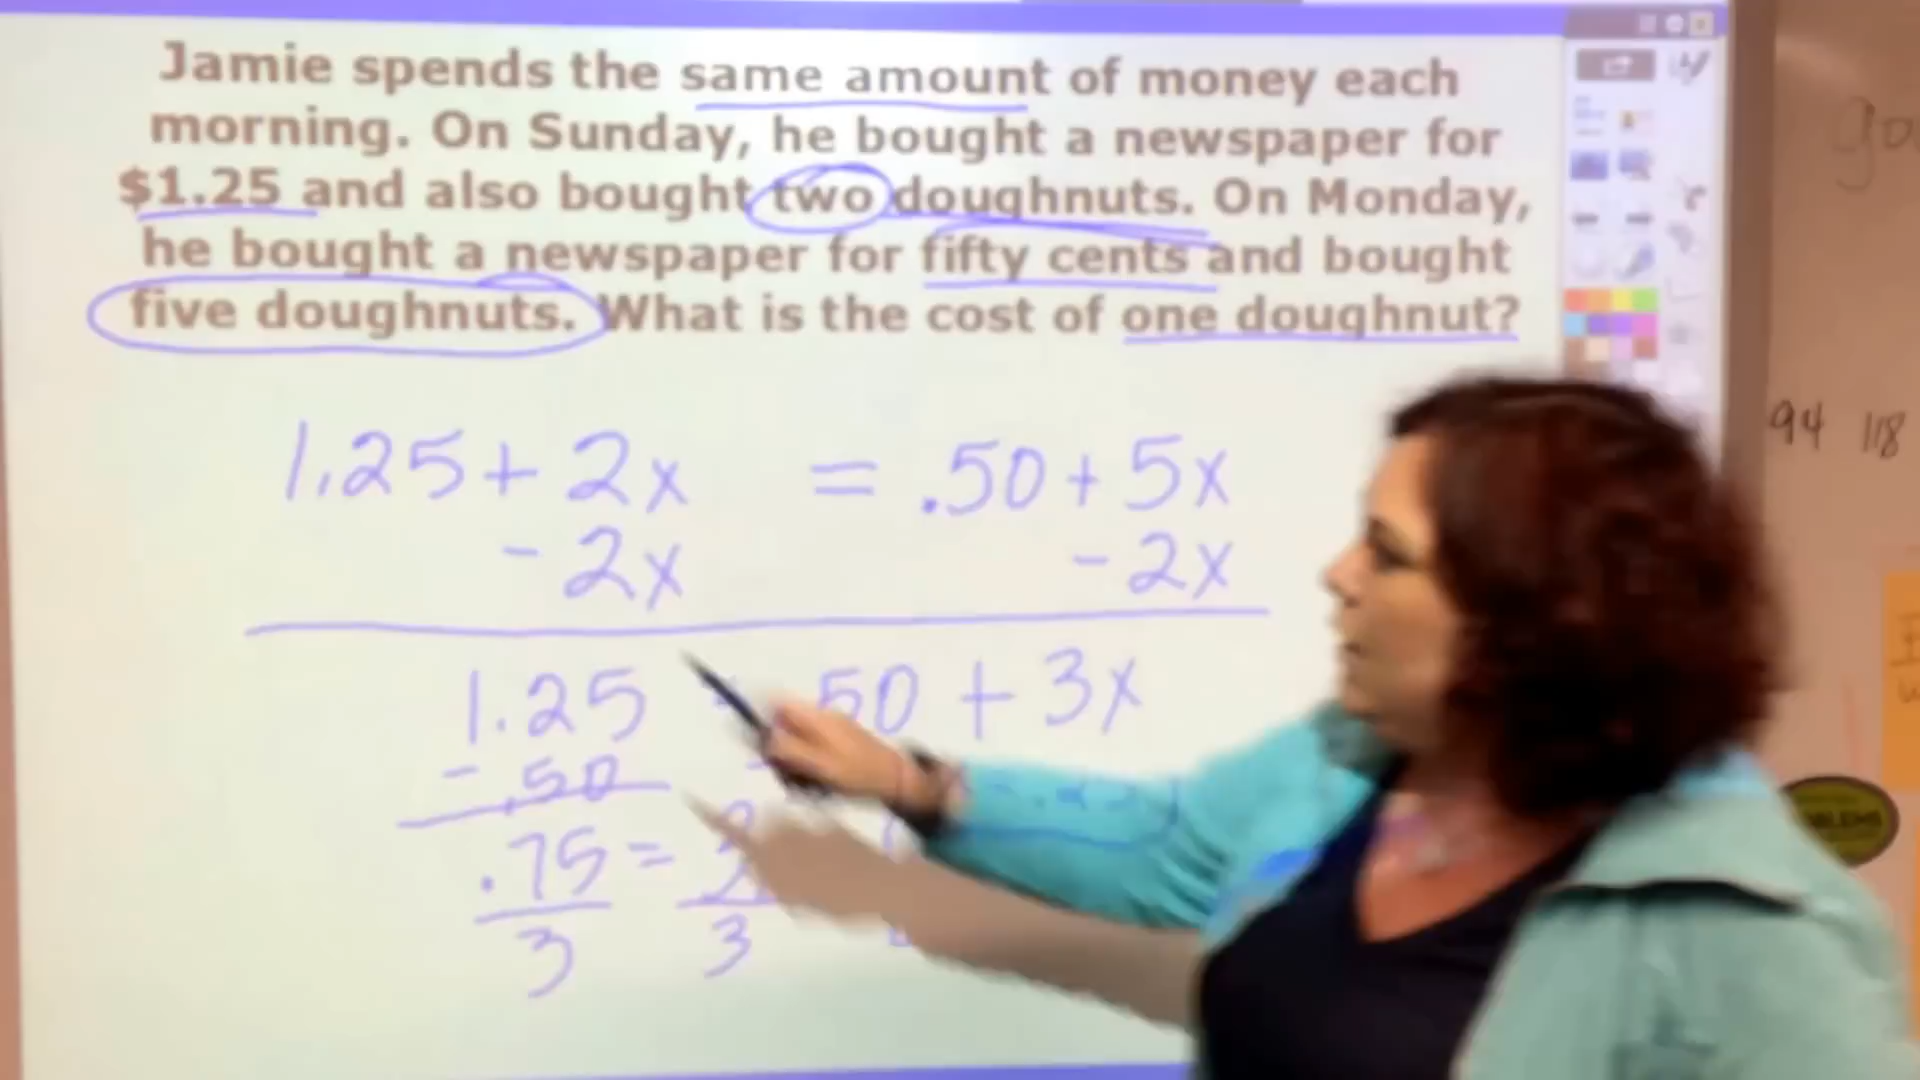 Jamie spends the same amount of money each
morning. On Sunday, he bought a newspaper for
$1.25 and also bought two doughnuts. On Monday,
he bought a newspaper for fifty cents and bought
five doughnuts. What is the cost of one doughnut?
1.25 + 2x = .50 + 5x
- 2x - 2x
1.25 50 + 3x
- .50 -
.75 =
3 3
94 118